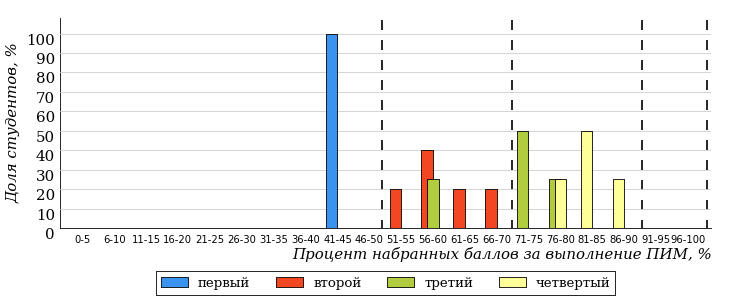 Доля студентов, %
100
90
80
70
60
50
40
30
20
10
0
0-5 6-10 11-15 16-20 21-25 26-30 31-35 36-40 41-45 46-50 51-55 56-60 61-65 66-70 71-75 76-80 81-85 86-90 91-95 96-100
Процент набранных баллов за выполнение ПИМ, %
первый второй третий четвертый